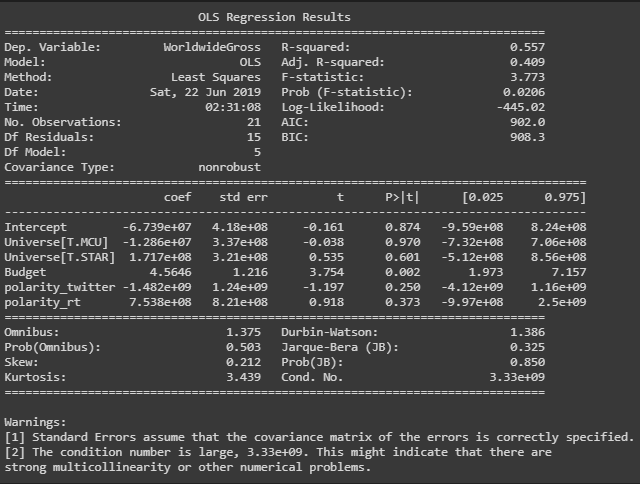 OLS Regression Results
==============================================================================
Dep. Variable: WorldwideGross R-squared: 0.557
Model: OLS Adj. R-squared: 0.409
Method: Least Squares F-statistic: 3.773
Date: Sat, 22 Jun 2019 Prob (F-statistic): 0.0206
Time: 02:31:08 Log-Likelihood: -445.02
No. Observations: 21 AIC: 902.0
Df Residuals: 15 BIC: 908.3
Df Model: 5
Covariance Type: nonrobust
====================================================================================
coef std err t P>|t| [0.025 0.975]
------------------------------------------------------------------------------------
Intercept -6.739e+07 4.18e+08 -0.161 0.874 -9.59e+08 8.24e+08
Universe[T.MCU] -1.286e+07 3.37e+08 -0.038 0.970 -7.32e+08 7.06e+08
Universe[T.STAR] 1.717e+08 3.21e+08 0.535 0.601 -5.12e+08 8.56e+08
Budget 4.5646 1.216 3.754 0.002 1.973 7.157
polarity_twitter -1.482e+09 1.24e+09 -1.197 0.250 -4.12e+09 1.16e+09
polarity_rt 7.538e+08 8.21e+08 0.918 0.373 -9.97e+08 2.5e+09
==============================================================================
Omnibus: 1.375 Durbin-Watson: 1.386
Prob(Omnibus): 0.503 Jarque-Bera (JB): 0.325
Skew: 0.212 Prob(JB): 0.850
Kurtosis: 3.439 Cond. No. 3.33e+09
==============================================================================
Warnings:
[1] Standard Errors assume that the covariance matrix of the errors is correctly specified.
[2] The condition number is large, 3.33e+09. This might indicate that there are
strong multicollinearity or other numerical problems.